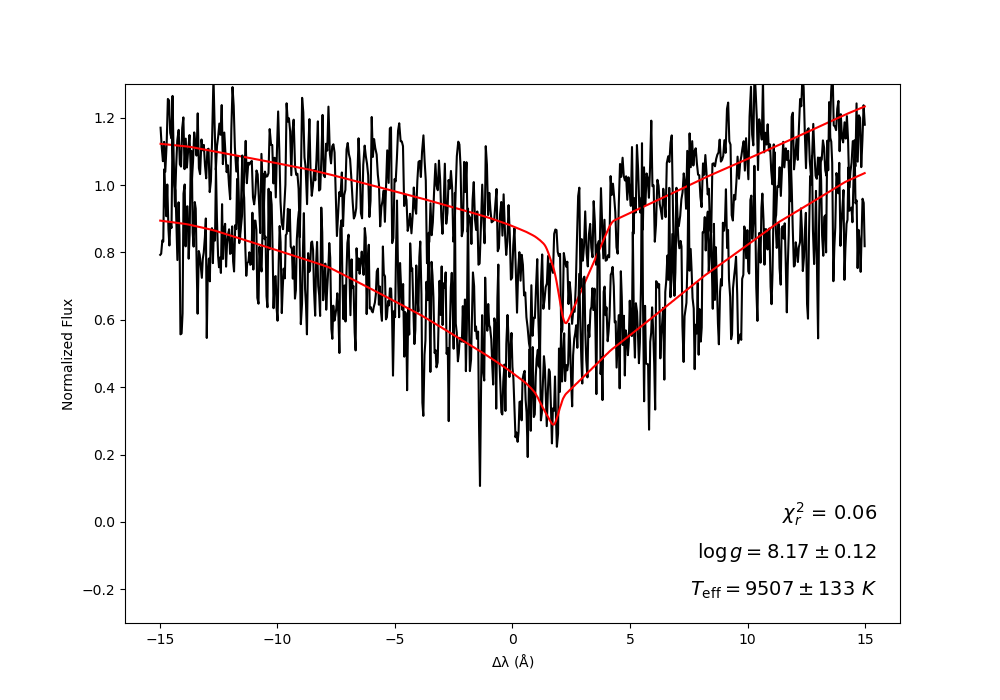 1.2
1.0
0.8
0.6
0.4
0.2
0.0
−0.2
Normalized Flux
χ²ᵣ = 0.06
log g = 8.17 ± 0.12
T_eff = 9507 ± 133 K
−15 −10 −5 0 5 10 15
Δλ (Å)